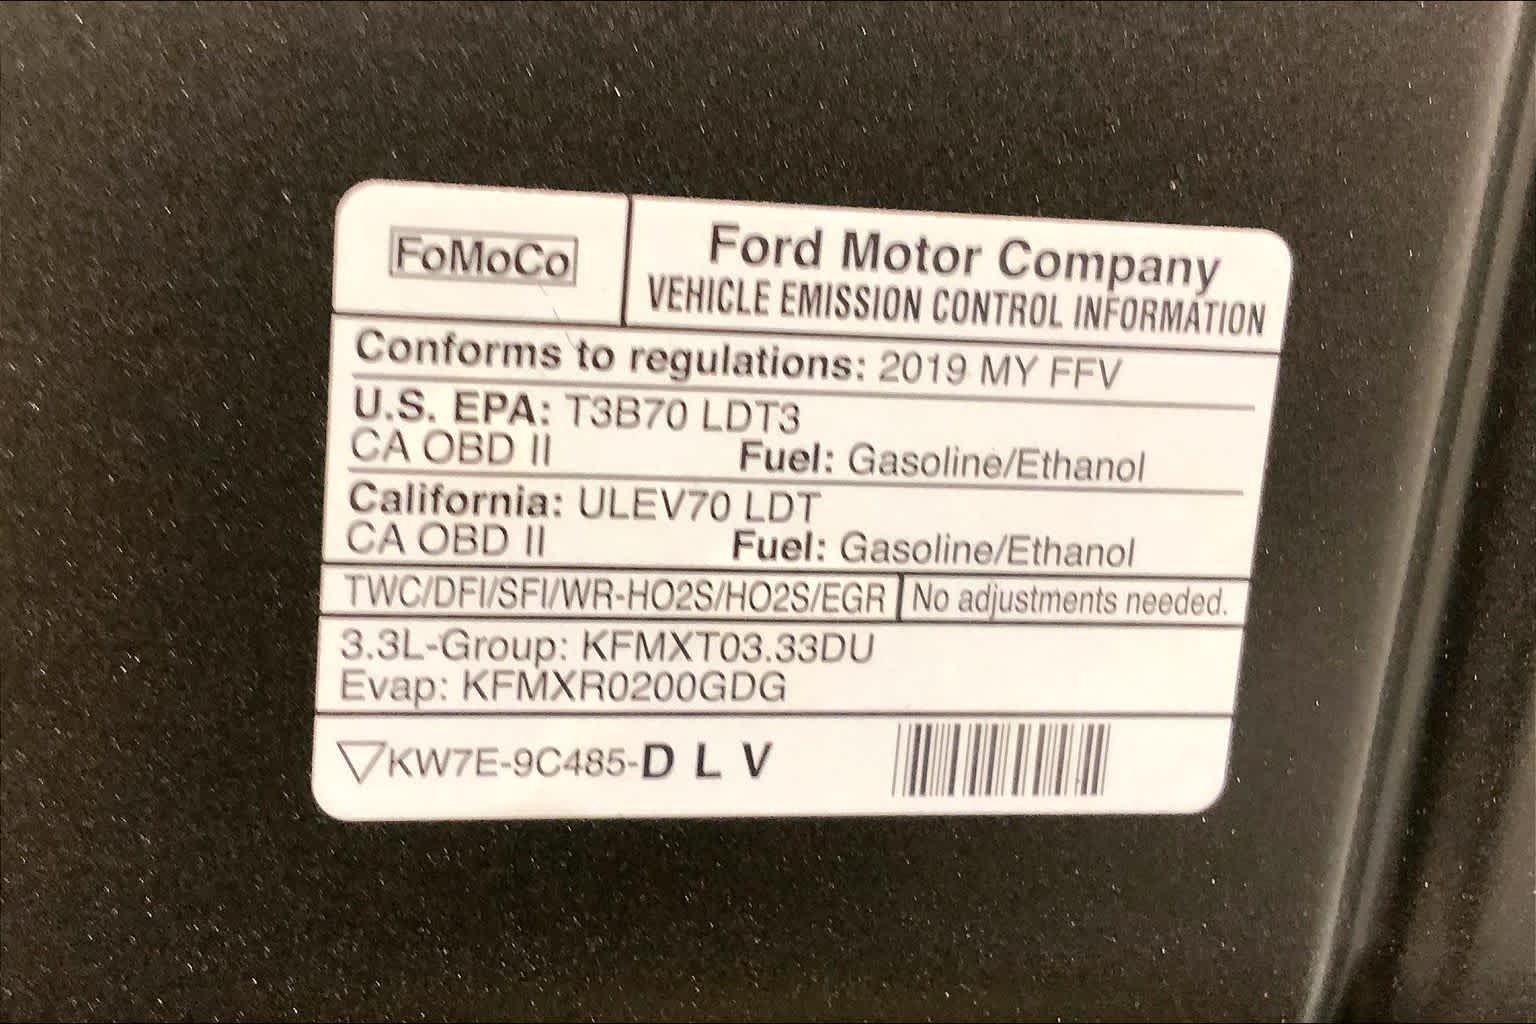 FoMoCo
Ford Motor Company
VEHICLE EMISSION CONTROL INFORMATION
Conforms to regulations: 2019 MY FFV
U.S. EPA: T3B70 LDT3
CA OBD II Fuel: Gasoline/Ethanol
California: ULEV70 LDT
CA OBD II Fuel: Gasoline/Ethanol
TWC/DFI/SFI/WR-HO2S/HO2S/EGR No adjustments needed.
3.3L-Group: KFMXT03.33DU
Evap: KFMXR0200GDG
KW7E-9C485-D L V